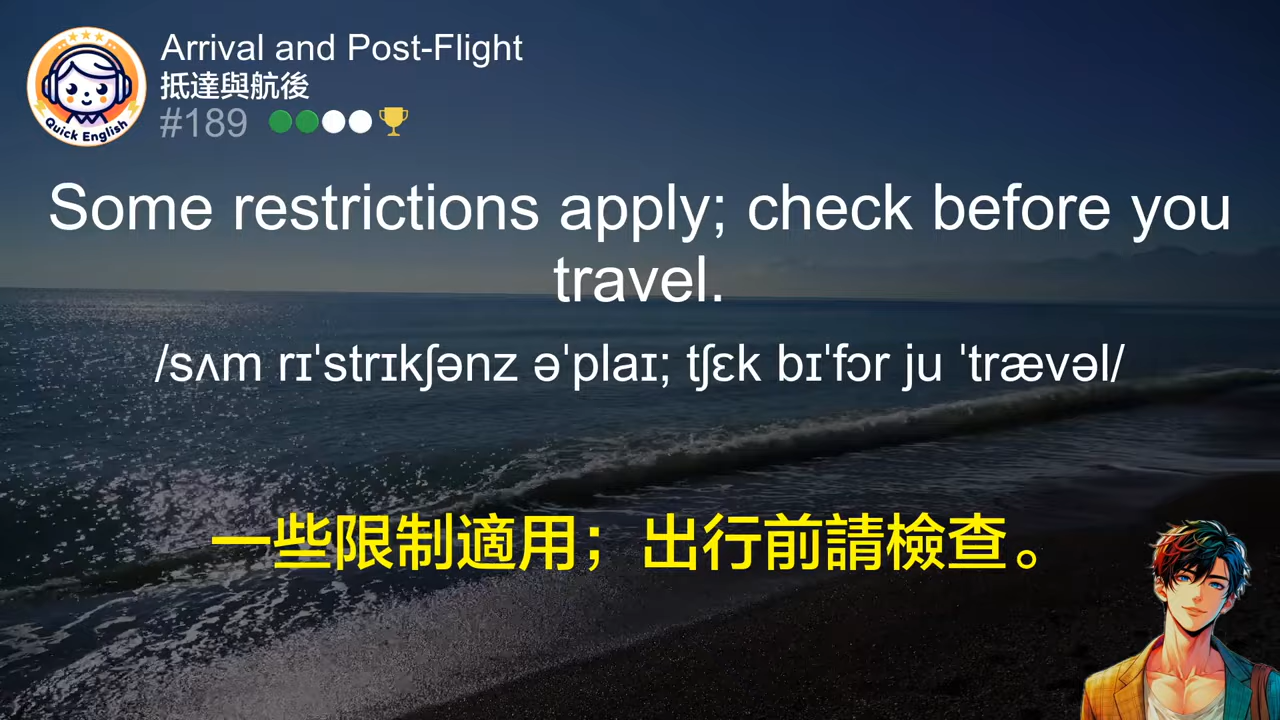 Arrival and Post-Flight
抵達與航後
#189
Quick English
Some restrictions apply; check before you
travel.
/sʌm rɪˈstrɪkʃənz əˈplaɪ; tʃɛk bɪˈfɔr ju ˈtrævəl/
一些限制適用；出行前請檢查。